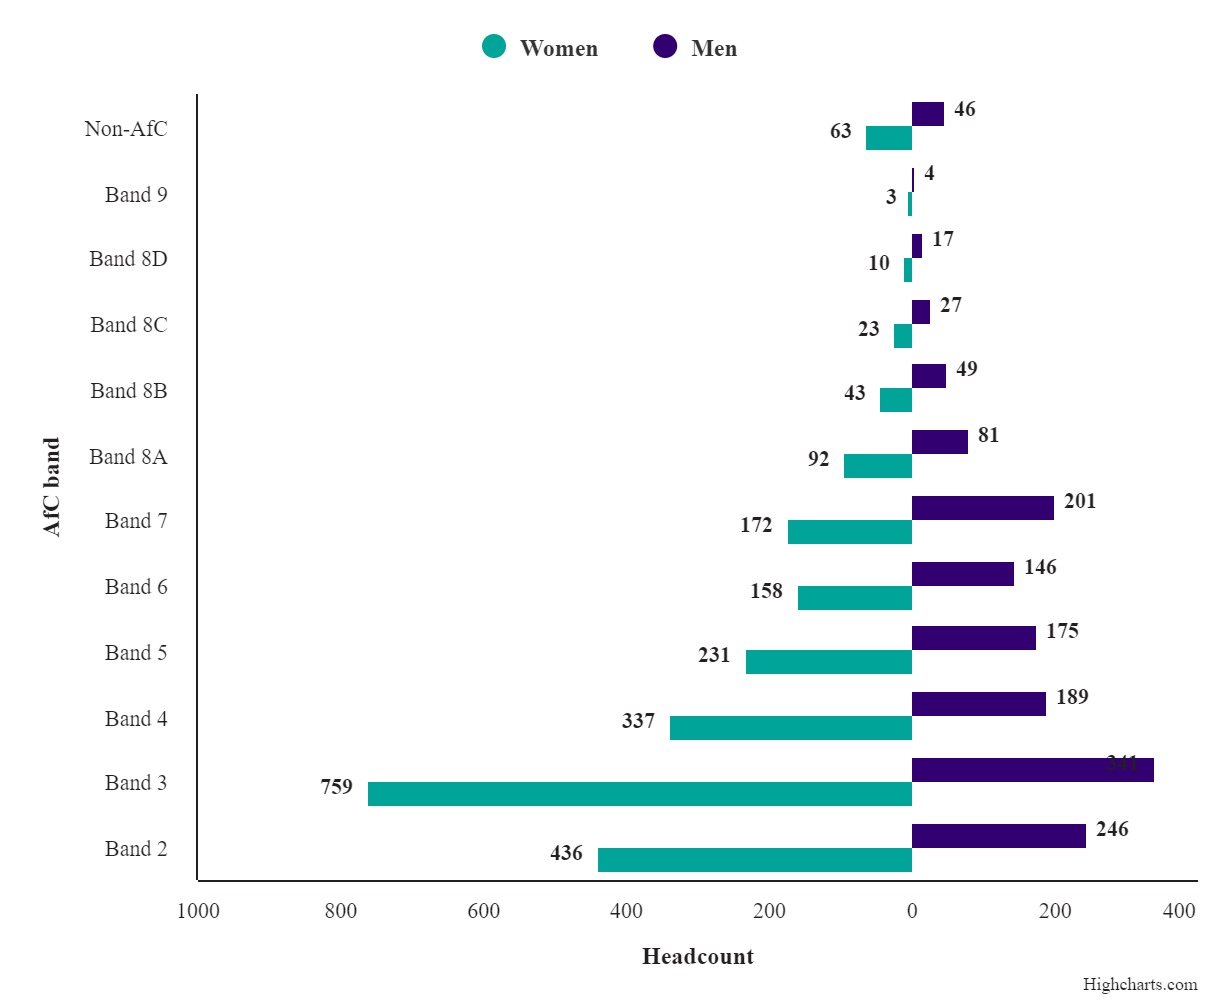 Women Men
Non-AfC 63 46
Band 9 3 4
Band 8D 10 17
Band 8C 23 27
Band 8B 43 49
Band 8A 92 81
Band 7 172 201
Band 6 158 146
Band 5 231 175
Band 4 337 189
Band 3 759 341
Band 2 436 246
AfC band
1000 800 600 400 200 0 200 400
Headcount
Highcharts.com